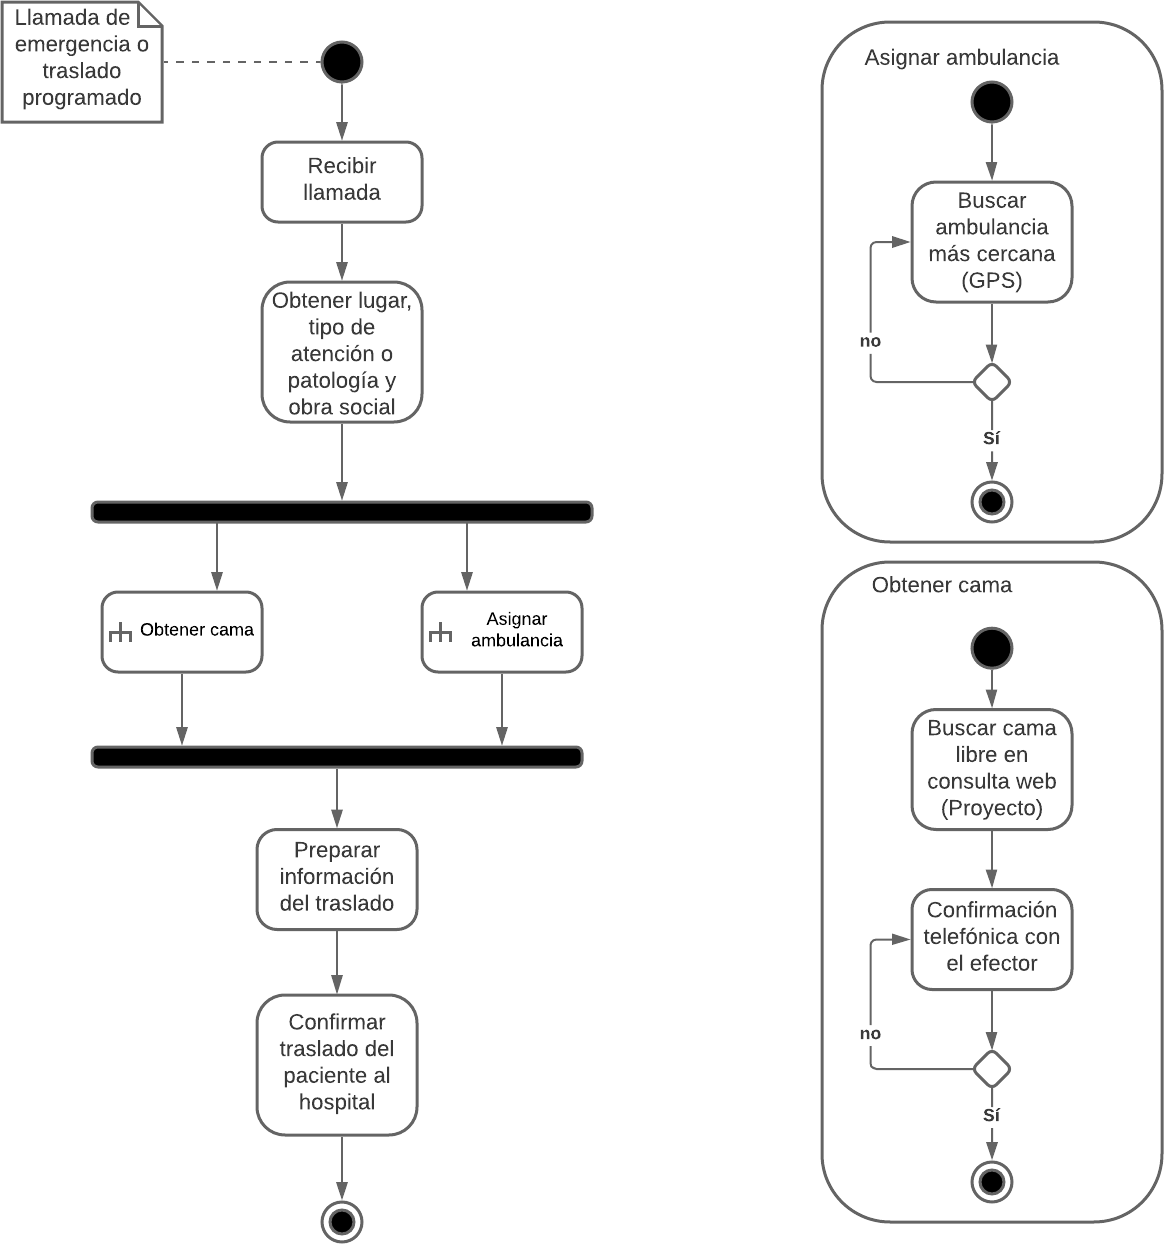 Llamada de
emergencia o
traslado
programado
Recibir
llamada
Obtener lugar,
tipo de
atención o
patología y
obra social
Obtener cama
Asignar
ambulancia
Preparar
información
del traslado
Confirmar
traslado del
paciente al
hospital
Asignar ambulancia
Buscar
ambulancia
más cercana
(GPS)
no
Sí
Obtener cama
Buscar cama
libre en
consulta web
(Proyecto)
Confirmación
telefónica con
el efector
no
Sí